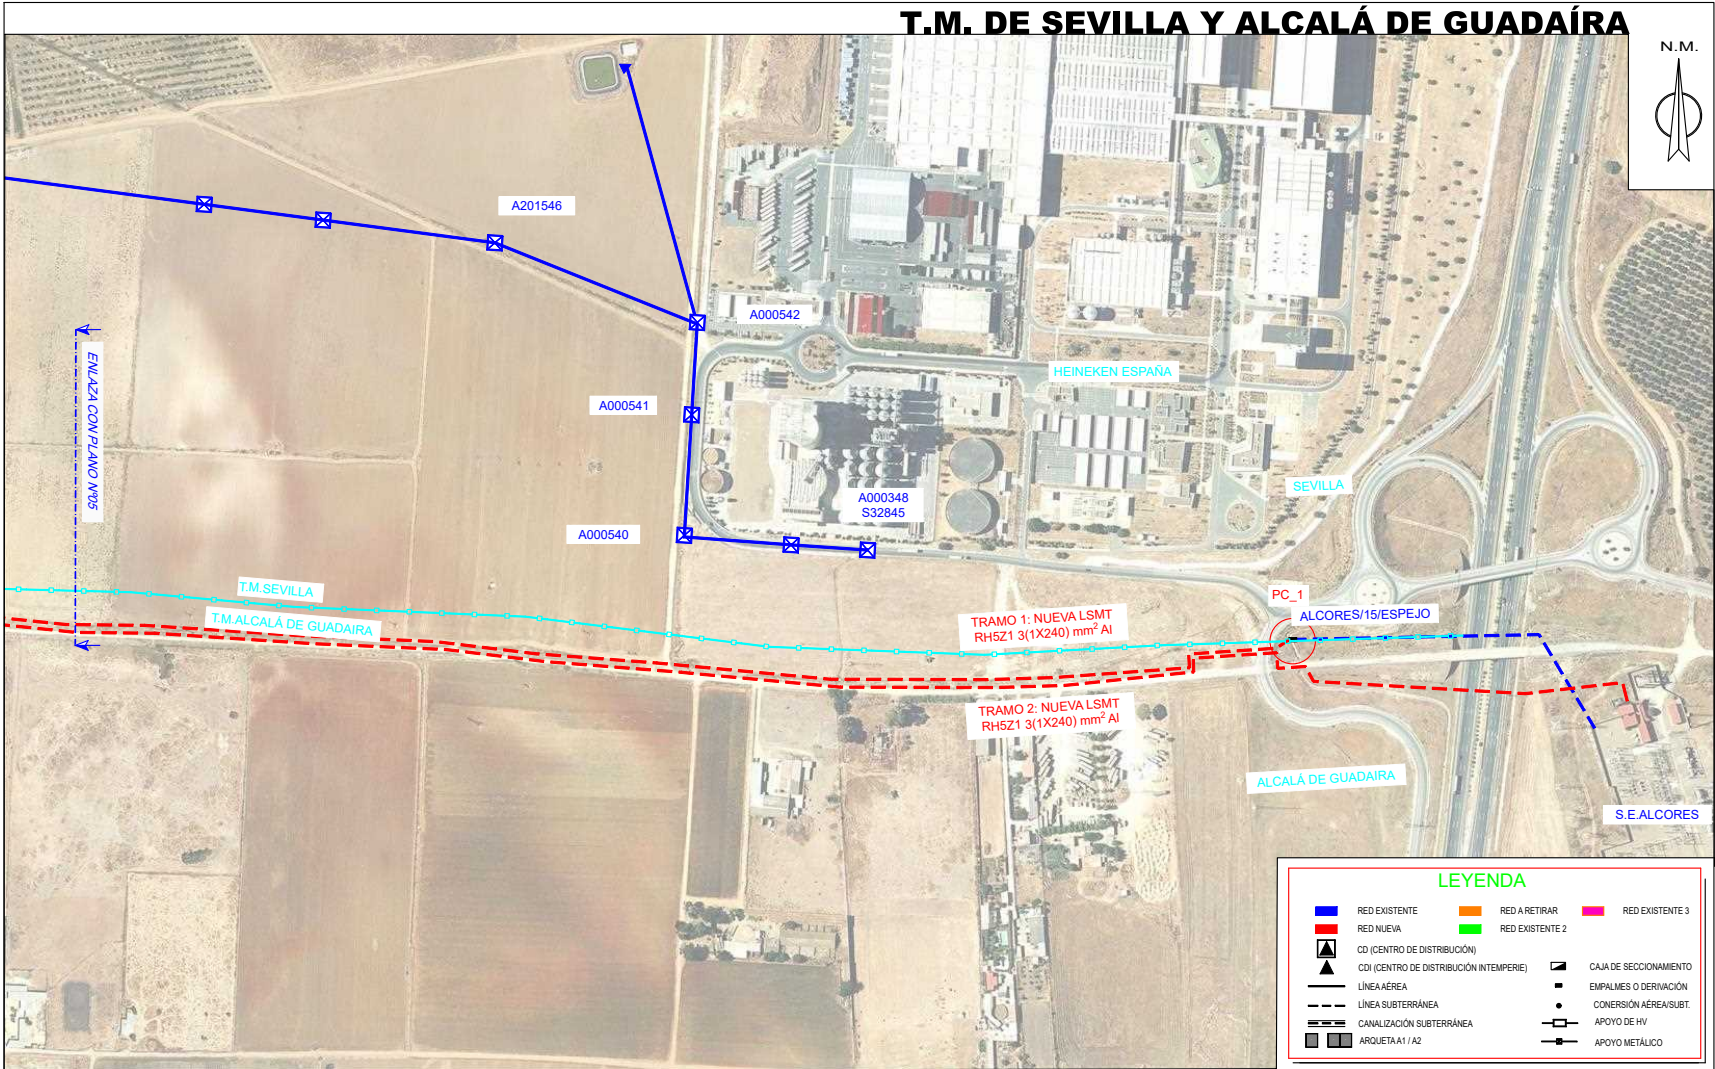 T.M. DE SEVILLA Y ALCALÁ DE GUADAÍRA
N.M.
A201546
A000542
ENLAZA CON PLANO Nº05
HEINEKEN ESPAÑA
A000541
SEVILLA
A000348
S32845
A000540
T.M.SEVILLA
T.M.ALCALÁ DE GUADAIRA
PC_1
ALCORES/15/ESPEJO
TRAMO 1: NUEVA LSMT
RH5Z1 3(1X240) mm² Al
TRAMO 2: NUEVA LSMT
RH5Z1 3(1X240) mm² Al
ALCALÁ DE GUADAIRA
S.E.ALCORES
LEYENDA
RED EXISTENTE
RED A RETIRAR
RED EXISTENTE 3
RED NUEVA
RED EXISTENTE 2
CD (CENTRO DE DISTRIBUCIÓN)
CDI (CENTRO DE DISTRIBUCIÓN INTEMPERIE)
CAJA DE SECCIONAMIENTO
LÍNEA AÉREA
EMPALMES O DERIVACIÓN
LÍNEA SUBTERRÁNEA
CONERSIÓN AÉREA/SUBT.
CANALIZACIÓN SUBTERRÁNEA
APOYO DE HV
ARQUETA A1 / A2
APOYO METÁLICO